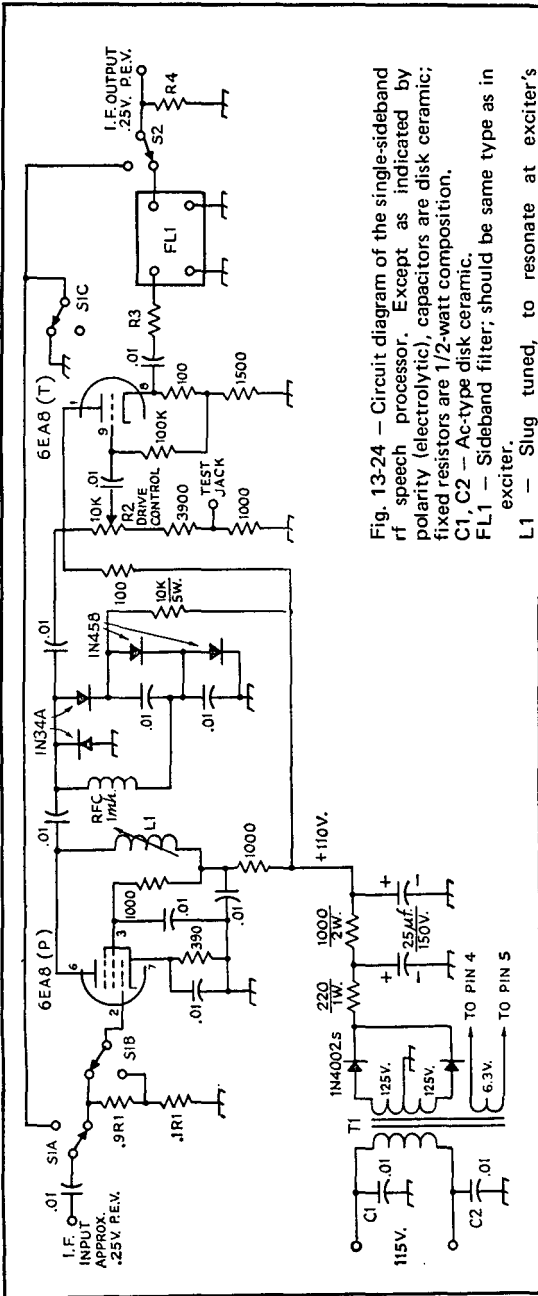 I.F.
INPUT
APPROX.
.25V. P.E.V.
.01
S1A
.9R1
.1R1
S1B
6EA8 (P)
6
2
3
7
.01
390
.01
1000
.01
L1
1000
.01
RFC
1mh.
1N34A
.01
.01
1N458
10K
5W.
100
.01
10K
R2
DRIVE
CONTROL
3900
TEST
JACK
1000
.01
6EA8 (T)
1
9
8
100K
100
1500
.01
R3
S1C
FL1
S2
I.F. OUTPUT
.25V. P.E.V.
R4
+110V.
115V.
C1
.01
C2
.01
T1
125V.
125V.
6.3V.
1N4002s
220
1W.
1000
2W.
+
-
+
-
25µf.
150V.
TO PIN 4
TO PIN 5
Fig. 13-24 — Circuit diagram of the single-sideband
rf speech processor. Except as indicated by
polarity (electrolytic), capacitors are disk ceramic;
fixed resistors are 1/2-watt composition.
C1, C2 — Ac-type disk ceramic.
FL1 — Sideband filter; should be same type as in
exciter.
L1 — Slug tuned, to resonate at exciter's